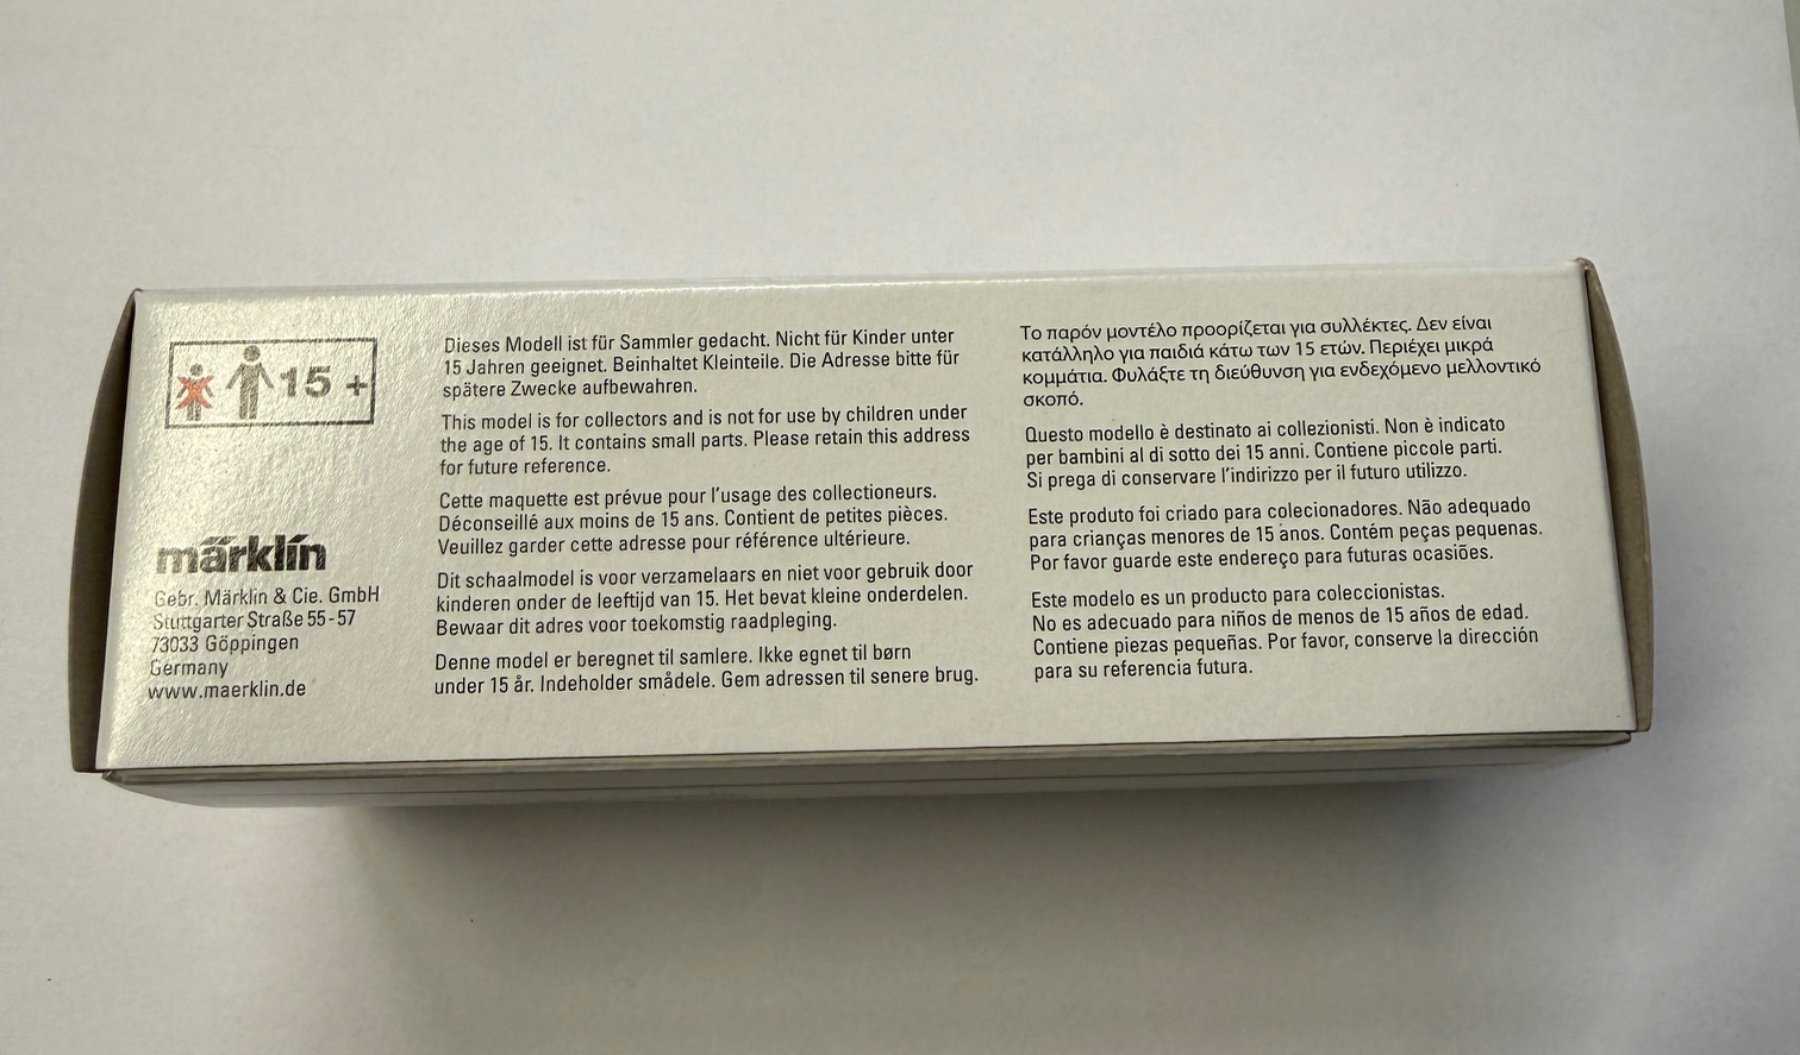 15 +
märklín
Gebr. Märklin & Cie. GmbH
Stuttgarter Straße 55-57
73033 Göppingen
Germany
www.maerklin.de
Dieses Modell ist für Sammler gedacht. Nicht für Kinder unter
15 Jahren geeignet. Beinhaltet Kleinteile. Die Adresse bitte für
spätere Zwecke aufbewahren.
This model is for collectors and is not for use by children under
the age of 15. It contains small parts. Please retain this address
for future reference.
Cette maquette est prévue pour l'usage des collectioneurs.
Déconseillé aux moins de 15 ans. Contient de petites pièces.
Veuillez garder cette adresse pour référence ultérieure.
Dit schaalmodel is voor verzamelaars en niet voor gebruik door
kinderen onder de leeftijd van 15. Het bevat kleine onderdelen.
Bewaar dit adres voor toekomstig raadpleging.
Denne model er beregnet til samlere. Ikke egnet til børn
under 15 år. Indeholder smådele. Gem adressen til senere brug.
Το παρόν μοντέλο προορίζεται για συλλέκτες. Δεν είναι
κατάλληλο για παιδιά κάτω των 15 ετών. Περιέχει μικρά
κομμάτια. Φυλάξτε τη διεύθυνση για ενδεχόμενο μελλοντικό
σκοπό.
Questo modello è destinato ai collezionisti. Non è indicato
per bambini al di sotto dei 15 anni. Contiene piccole parti.
Si prega di conservare l'indirizzo per il futuro utilizzo.
Este produto foi criado para colecionadores. Não adequado
para crianças menores de 15 anos. Contém peças pequenas.
Por favor guarde este endereço para futuras ocasiões.
Este modelo es un producto para coleccionistas.
No es adecuado para niños de menos de 15 años de edad.
Contiene piezas pequeñas. Por favor, conserve la dirección
para su referencia futura.